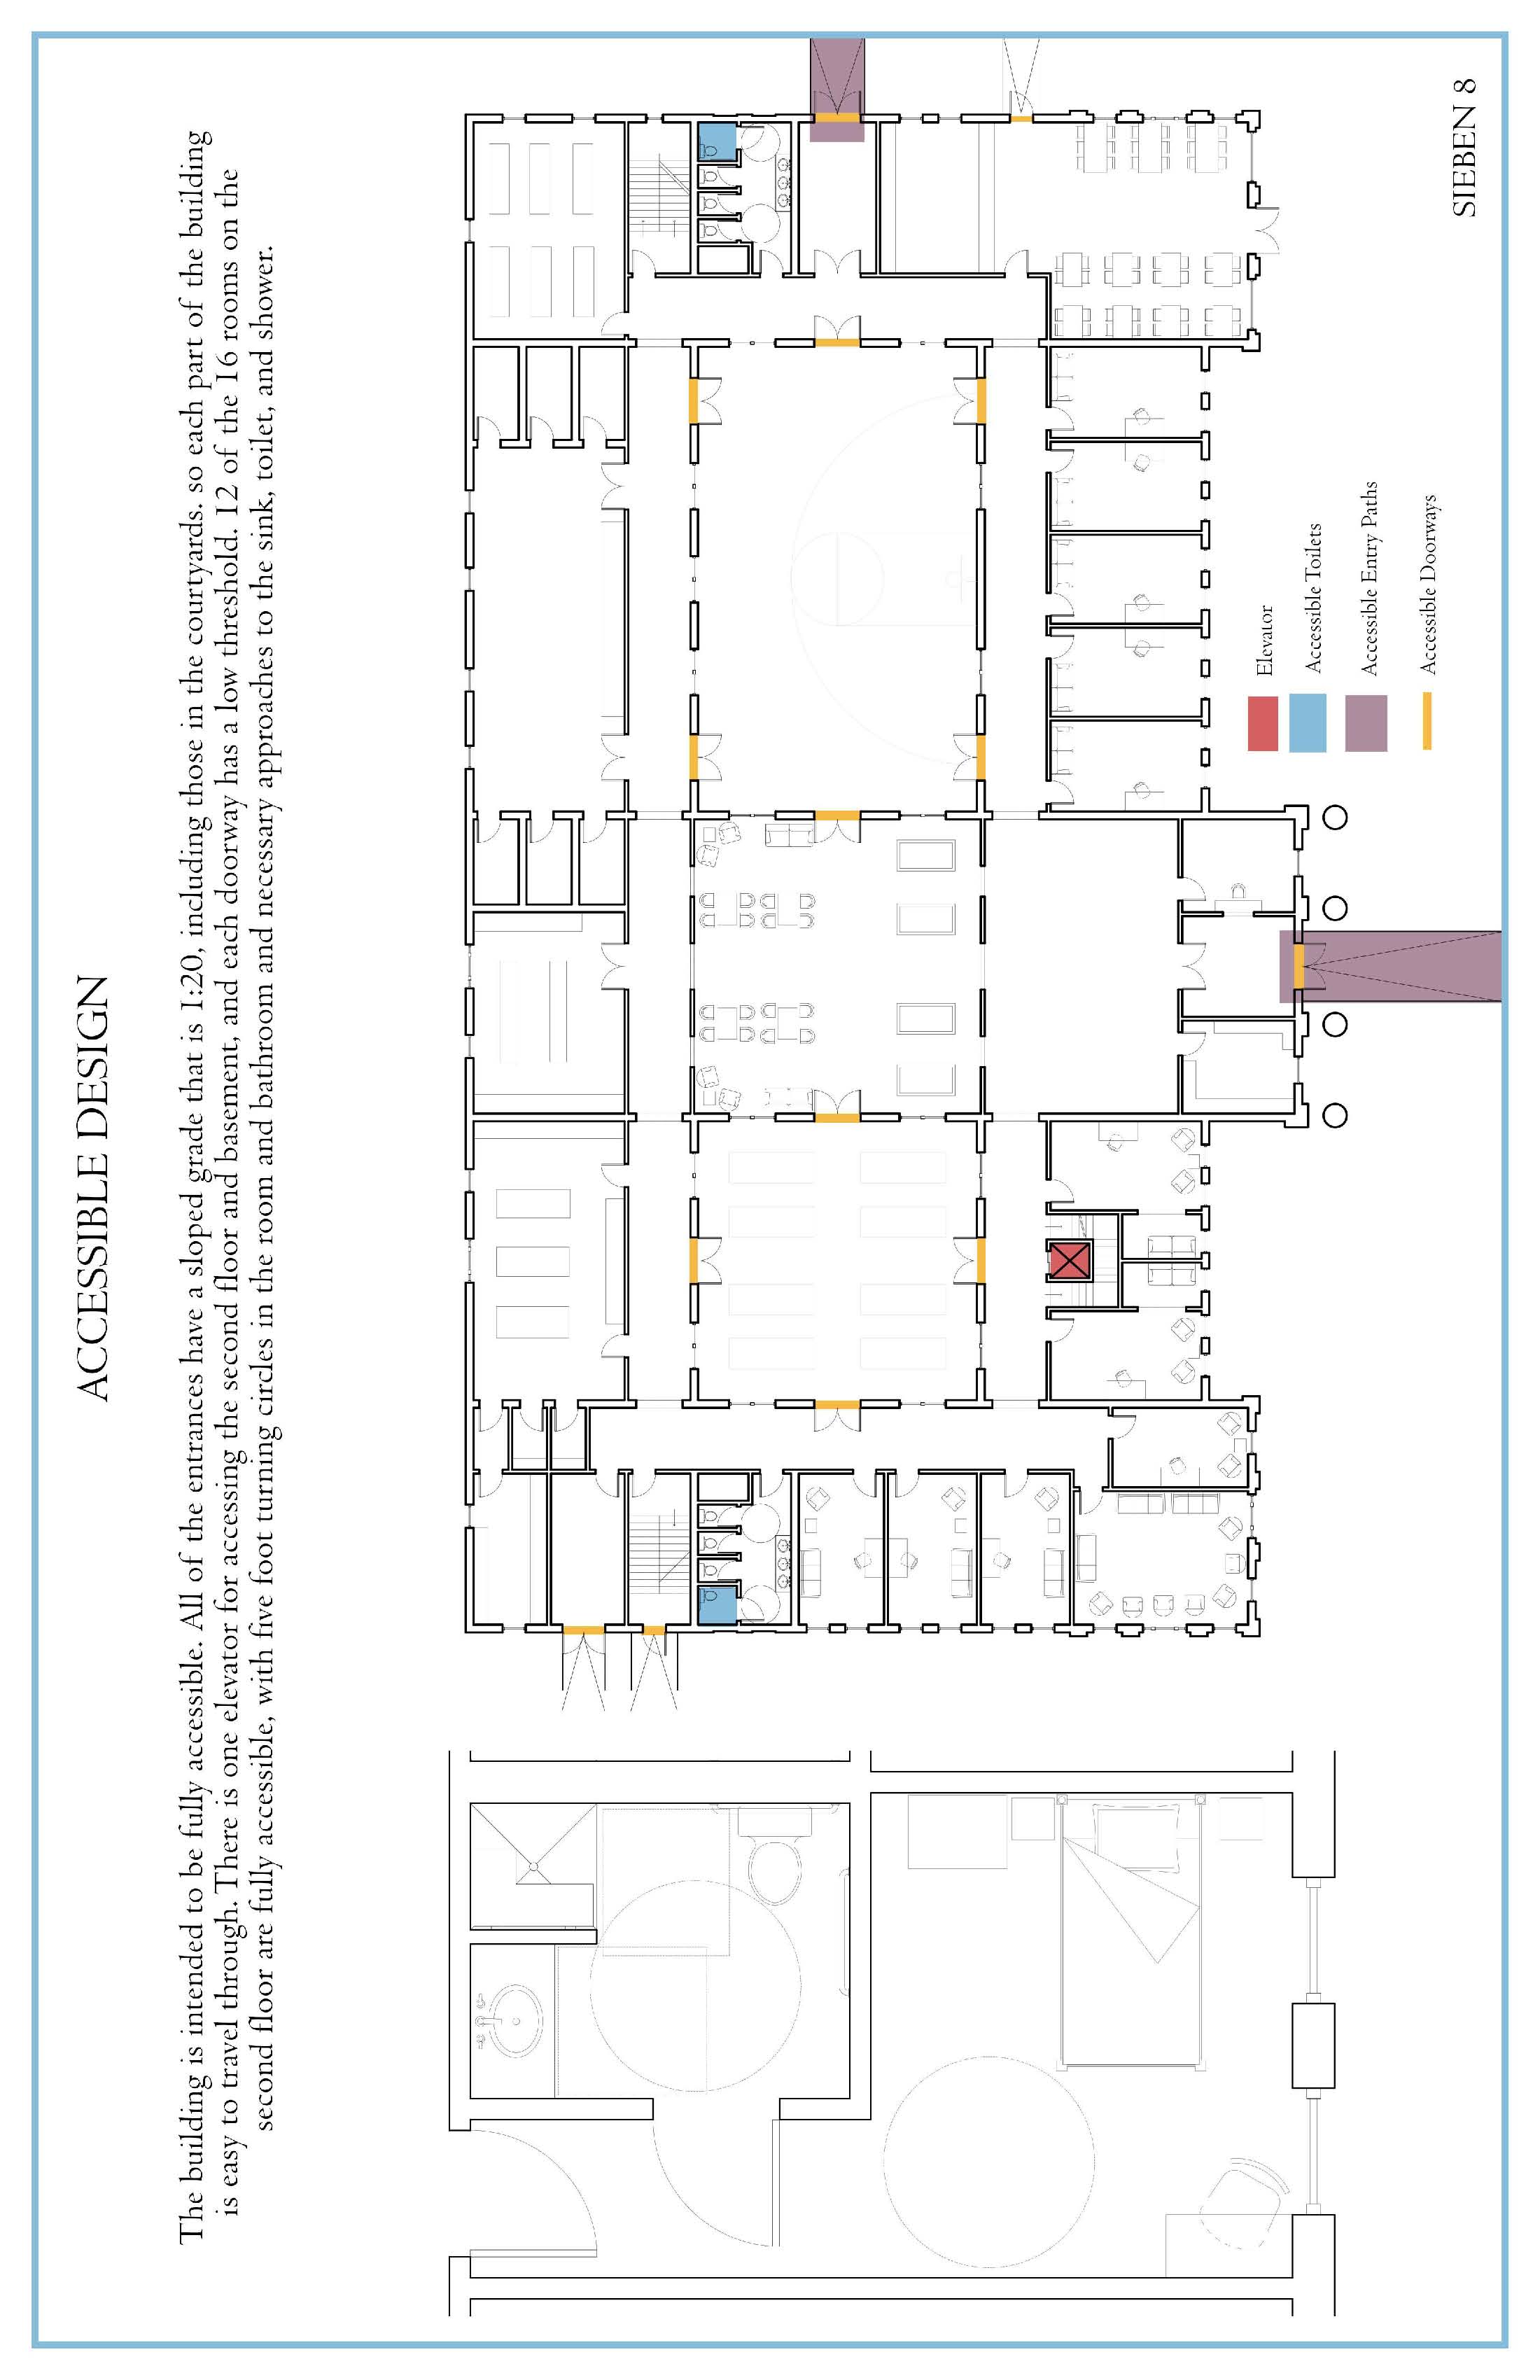 ACCESSIBLE DESIGN
The building is intended to be fully accessible. All of the entrances have a sloped grade that is 1:20, including those in the courtyards. so each part of the building
is easy to travel through. There is one elevator for accessing the second floor and basement, and each doorway has a low threshold. 12 of the 16 rooms on the
second floor are fully accessible, with five foot turning circles in the room and bathroom and necessary approaches to the sink, toilet, and shower.
Elevator
Accessible Toilets
Accessible Entry Paths
Accessible Doorways
SIEBEN 8